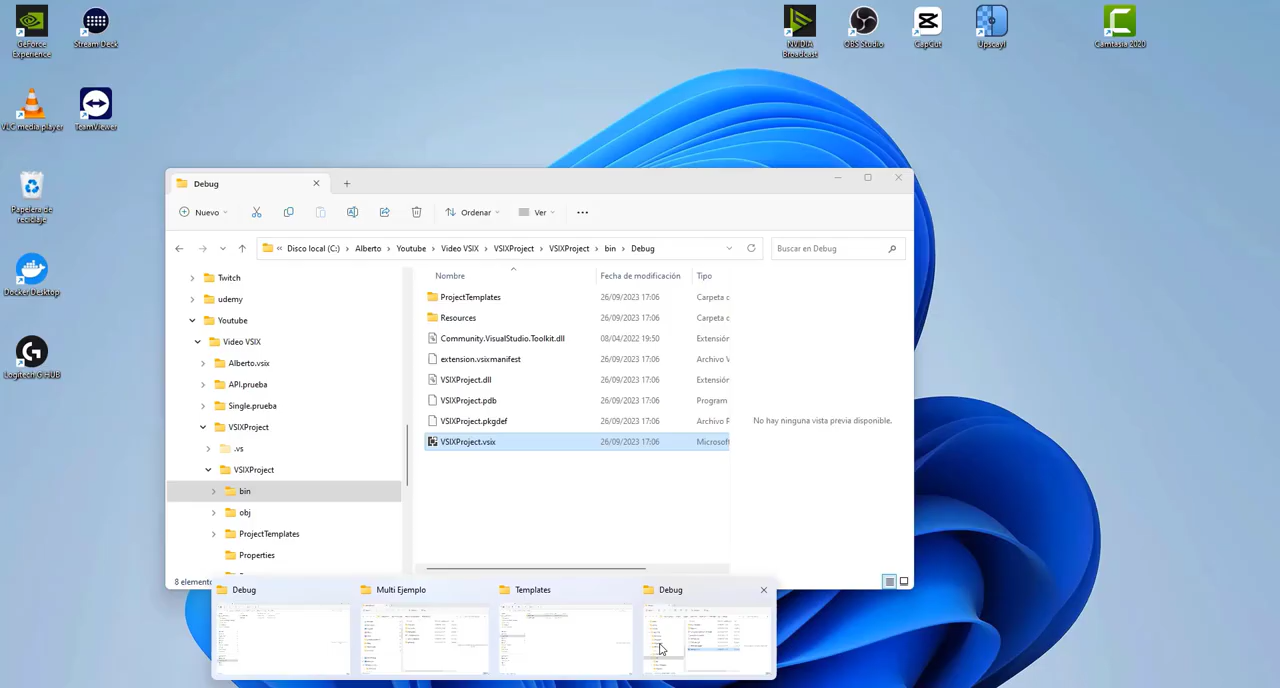 GeForce
Experience
Stream Deck
NVIDIA
Broadcast
OBS Studio
CapCut
Upscayl
Camtasia 2020
VLC media player
TeamViewer
Papelera de
reciclaje
Docker Desktop
Logitech G HUB
Debug
Nuevo
Ordenar
Ver
« Disco local (C:) > Alberto > Youtube > Video VSIX > VSIXProject > VSIXProject > bin > Debug
Buscar en Debug
Twitch
udemy
Youtube
Video VSIX
Alberto.vsix
API.prueba
Single.prueba
VSIXProject
.vs
VSIXProject
bin
obj
ProjectTemplates
Properties
Nombre Fecha de modificación Tipo
ProjectTemplates 26/09/2023 17:06 Carpeta c
Resources 26/09/2023 17:06 Carpeta c
Community.VisualStudio.Toolkit.dll 08/04/2022 19:50 Extensión
extension.vsixmanifest 26/09/2023 17:06 Archivo V
VSIXProject.dll 26/09/2023 17:06 Extensión
VSIXProject.pdb 26/09/2023 17:06 Program
VSIXProject.pkgdef 26/09/2023 17:06 Archivo P
VSIXProject.vsix 26/09/2023 17:06 Microsoft
No hay ninguna vista previa disponible.
8 elemento
Debug
Multi Ejemplo
Templates
Debug